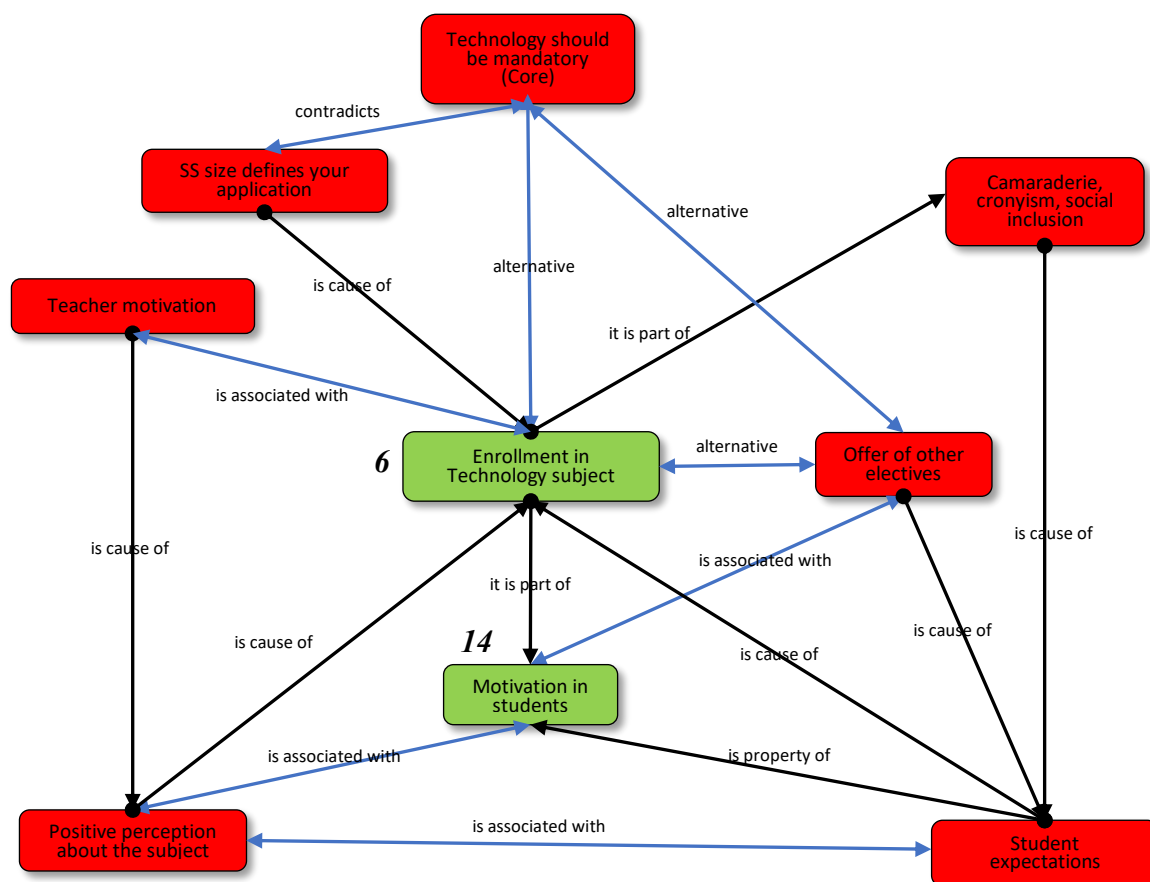 Technology should
be mandatory
(Core)
contradicts
SS size defines your
application
Camaraderie,
cronyism, social
inclusion
alternative
alternative
is cause of
Teacher motivation
it is part of
is associated with
6
Enrollment in
Technology subject
alternative
Offer of other
electives
is cause of
is cause of
is associated with
it is part of
is cause of
is cause of
is cause of
14
Motivation in
students
is associated with
is property of
Positive perception
about the subject
is associated with
Student
expectations